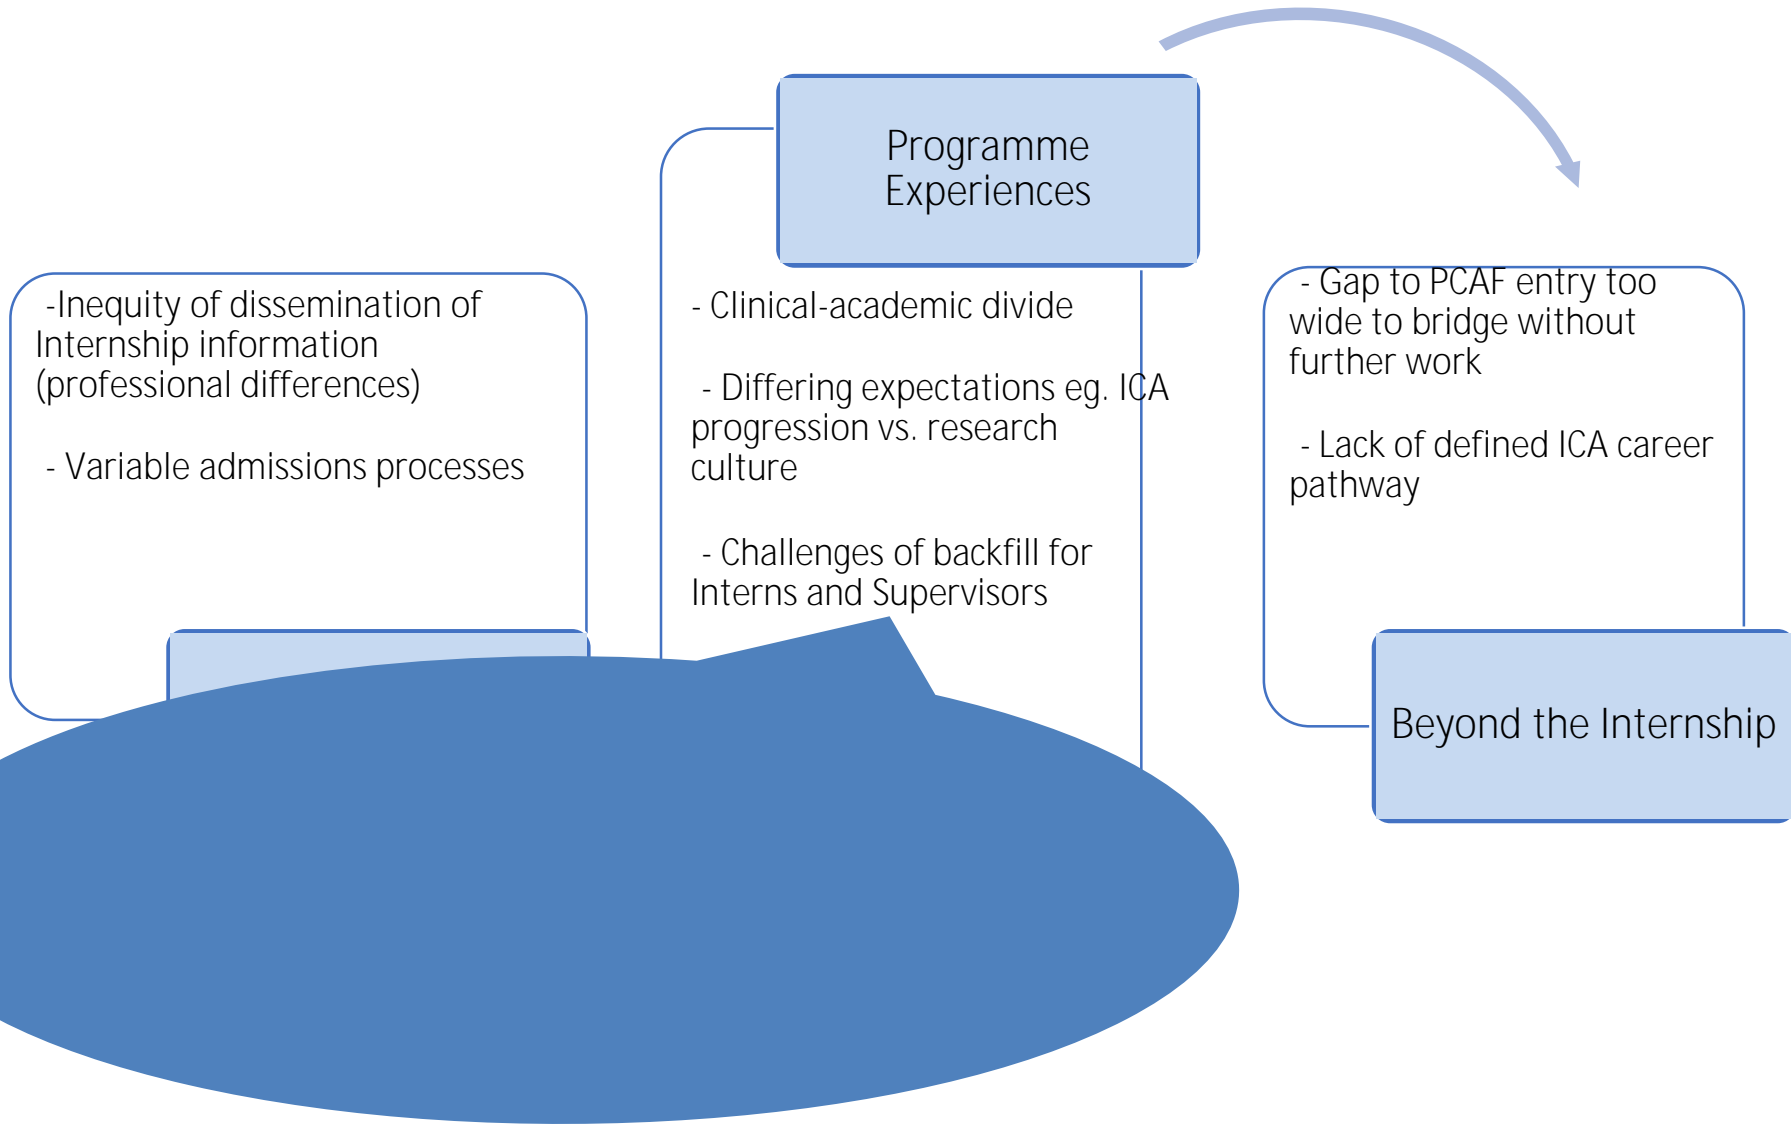 -Inequity of dissemination of
Internship information
(professional differences)
- Variable admissions processes
Programme
Experiences
- Clinical-academic divide
- Differing expectations eg. ICA
progression vs. research
culture
- Challenges of backfill for
Interns and Supervisors
- Gap to PCAF entry too
wide to bridge without
further work
- Lack of defined ICA career
pathway
Beyond the Internship